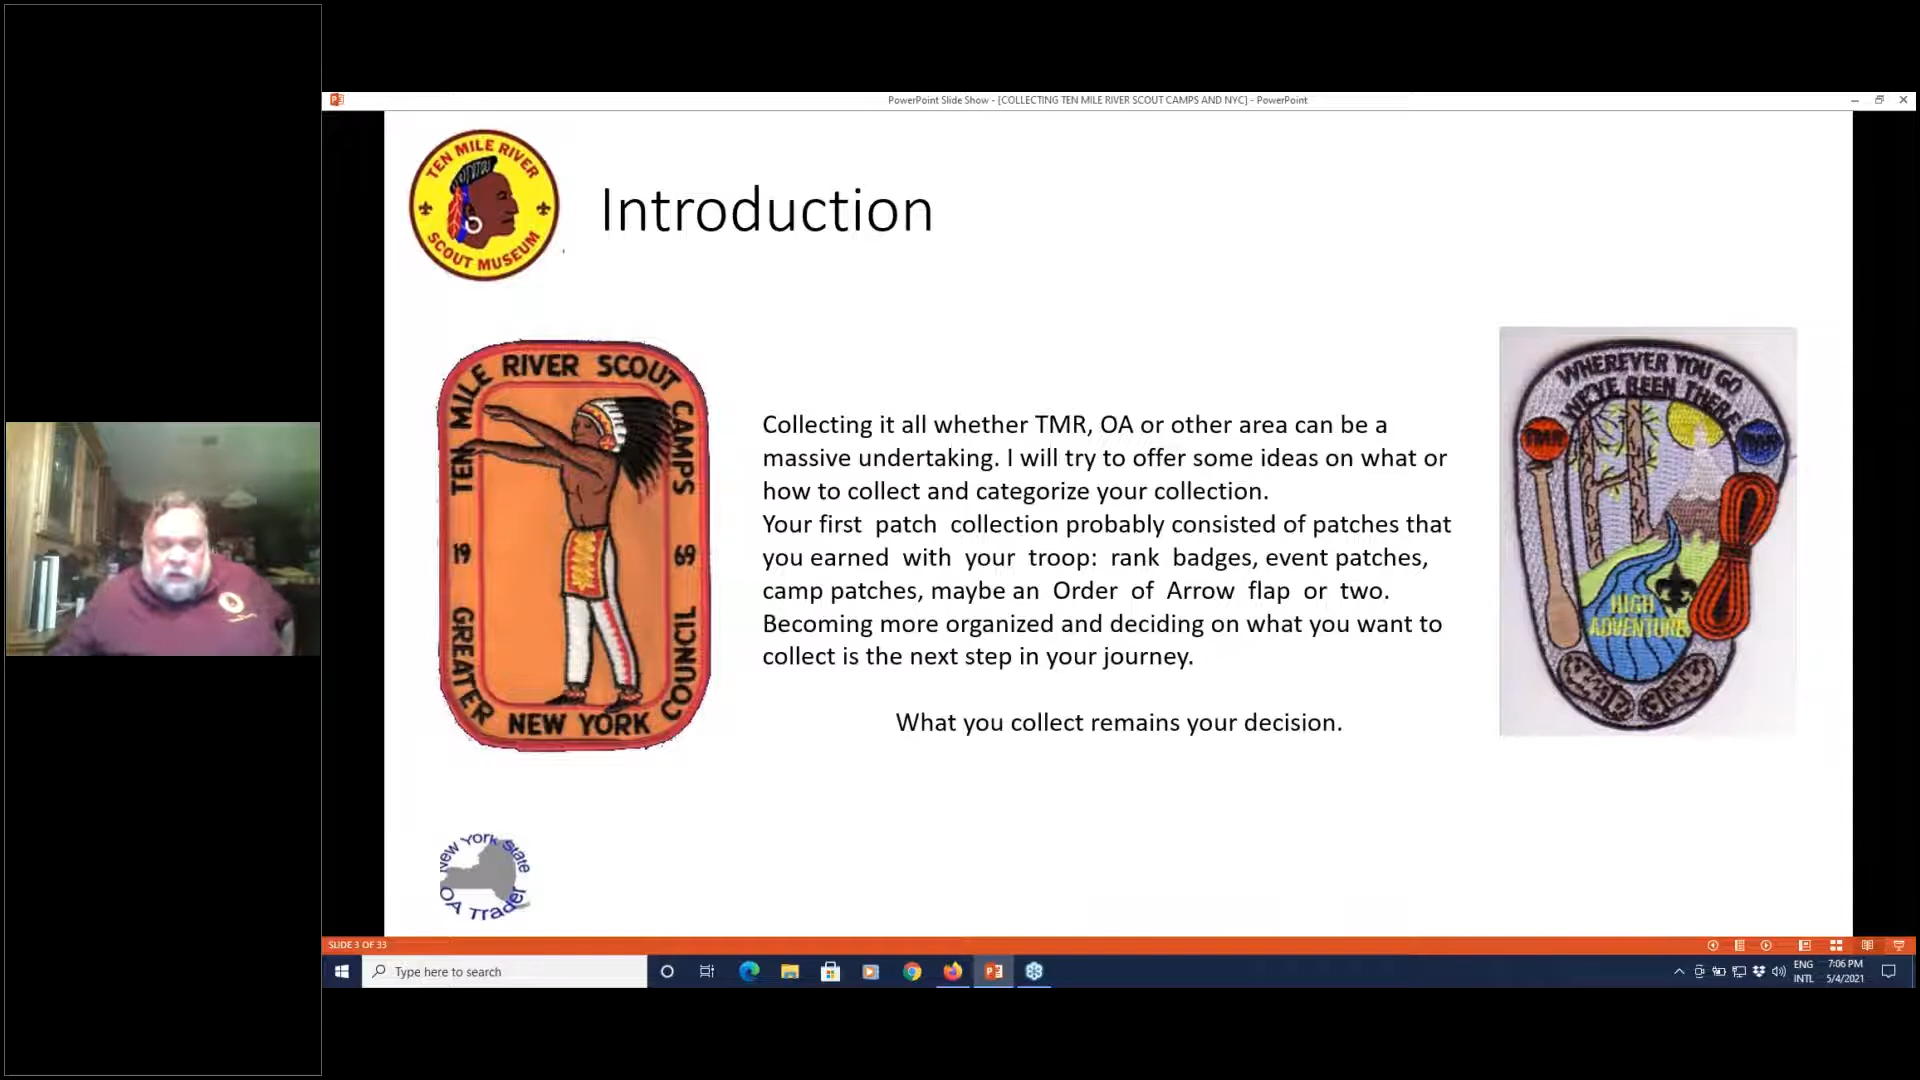 PowerPoint Slide Show - [COLLECTING TEN MILE RIVER SCOUT CAMPS AND NYC] - PowerPoint
TEN MILE RIVER
SCOUT MUSEUM
Introduction
TEN MILE RIVER SCOUT CAMPS
19 69
GREATER NEW YORK COUNCIL
Collecting it all whether TMR, OA or other area can be a
massive undertaking. I will try to offer some ideas on what or
how to collect and categorize your collection.
Your first patch collection probably consisted of patches that
you earned with your troop: rank badges, event patches,
camp patches, maybe an Order of Arrow flap or two.
Becoming more organized and deciding on what you want to
collect is the next step in your journey.
What you collect remains your decision.
WHEREVER YOU GO
WE'VE BEEN THERE
TMR
TMR
HIGH
ADVENTURE
New York State
OA Trader
SLIDE 3 OF 33
Type here to search
ENG
INTL
7:06 PM
5/4/2021